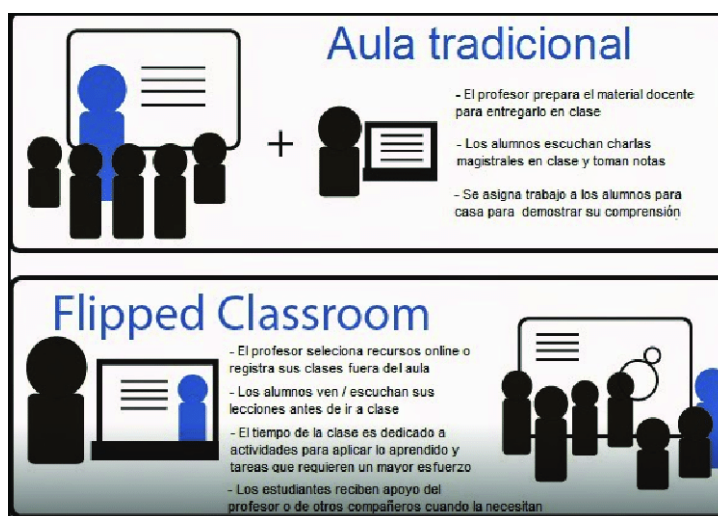 Aula tradicional
- El profesor prepara el material docente
para entregarlo en clase
- Los alumnos escuchan charlas
magistrales en clase y toman notas
- Se asigna trabajo a los alumnos para
casa para demostrar su comprensión
Flipped Classroom
- El profesor seleciona recursos online o
registra sus clases fuera del aula
- Los alumnos ven / escuchan sus
lecciones antes de ir a clase
- El tiempo de la clase es dedicado a
actividades para aplicar lo aprendido y
tareas que requieren un mayor esfuerzo
- Los estudiantes reciben apoyo del
profesor o de otros compañeros cuando la necesitan